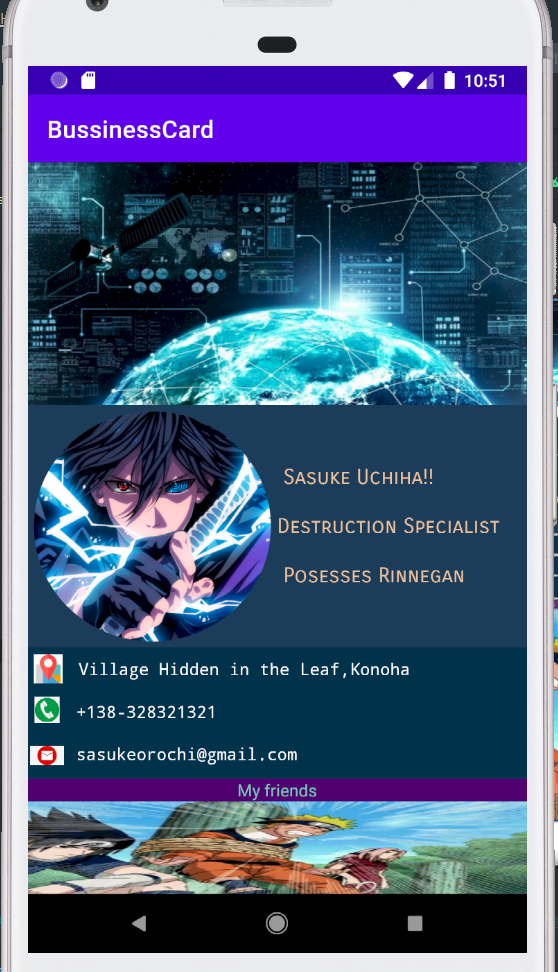 10:51
BussinessCard
Sasuke Uchiha!!
Destruction Specialist
Posesses Rinnegan
Village Hidden in the Leaf,Konoha
+138-328321321
sasukeorochi@gmail.com
My friends